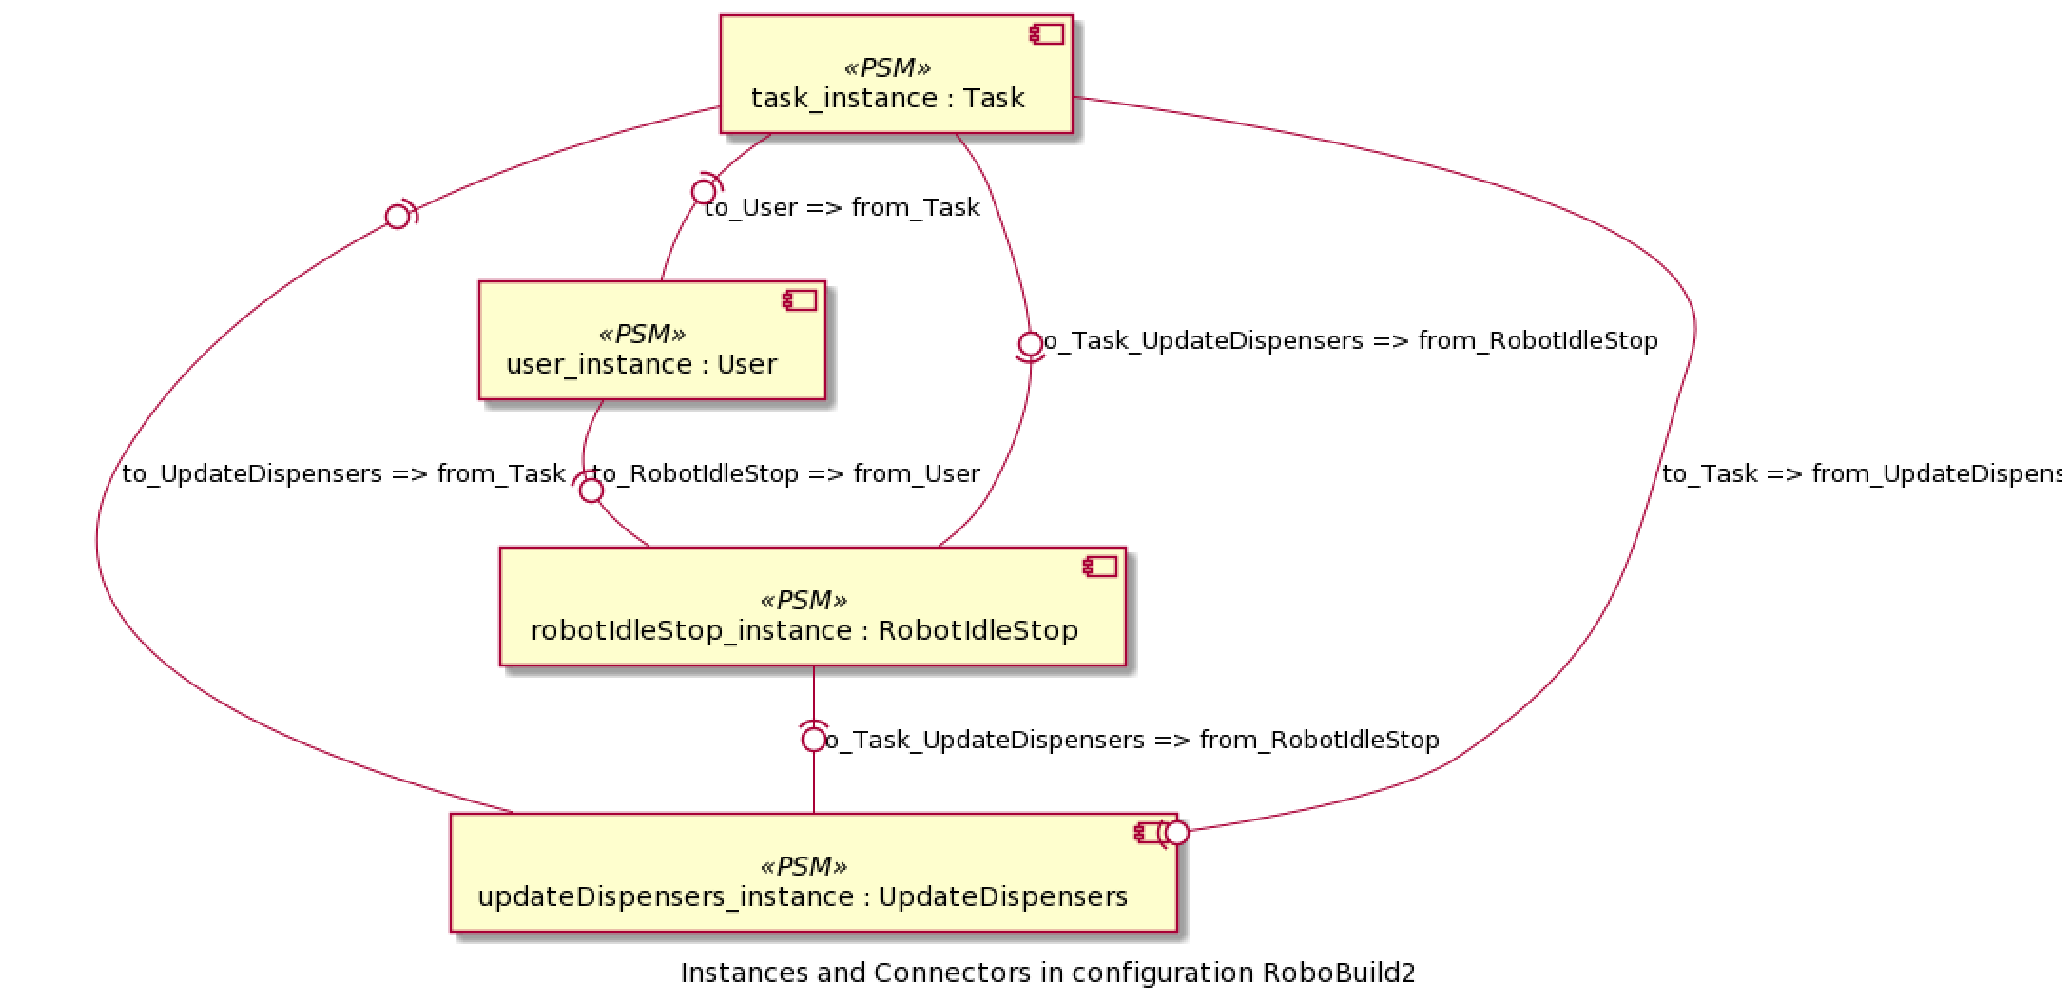 «PSM»
task_instance : Task
to_User => from_Task
«PSM»
user_instance : User
o_Task_UpdateDispensers => from_RobotIdleStop
to_UpdateDispensers => from_Task
to_RobotIdleStop => from_User
to_Task => from_UpdateDispens
«PSM»
robotIdleStop_instance : RobotIdleStop
o_Task_UpdateDispensers => from_RobotIdleStop
«PSM»
updateDispensers_instance : UpdateDispensers
Instances and Connectors in configuration RoboBuild2